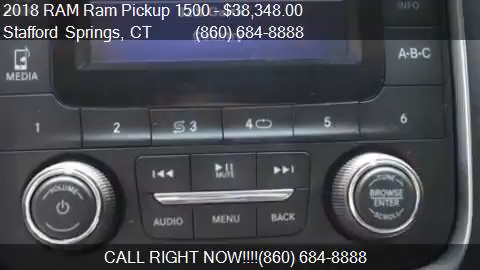 2018 RAM Ram Pickup 1500 - $38,348.00
Stafford Springs, CT (860) 684-8888
INFO
MEDIA
A-B-C
1 2 3 4 5 6
MUTE
VOLUME
TUNE
BROWSE
ENTER
SCROLL
AUDIO MENU BACK
CALL RIGHT NOW!!!!(860) 684-8888